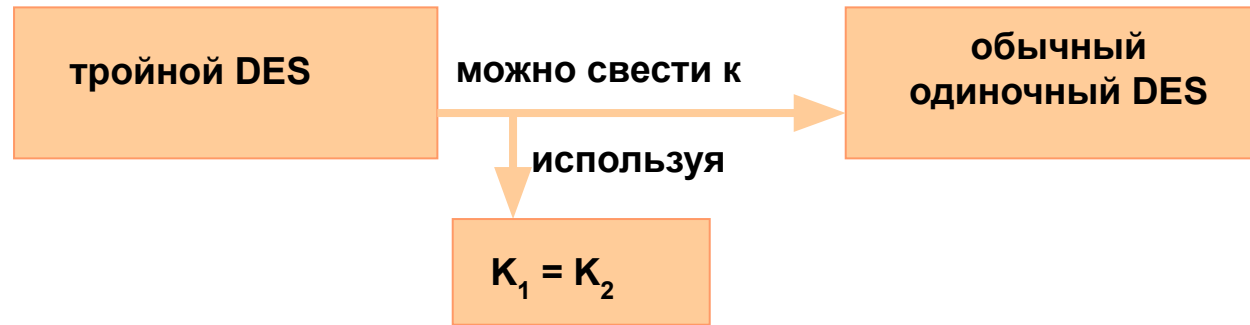 тройной DES
можно свести к
обычный
одиночный DES
используя
K₁ = K₂